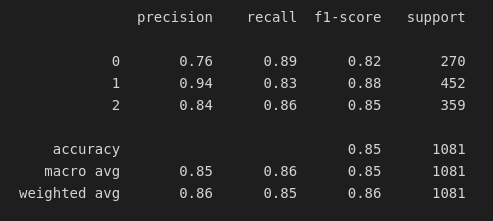 precision recall f1-score support
0 0.76 0.89 0.82 270
1 0.94 0.83 0.88 452
2 0.84 0.86 0.85 359
accuracy 0.85 1081
macro avg 0.85 0.86 0.85 1081
weighted avg 0.86 0.85 0.86 1081